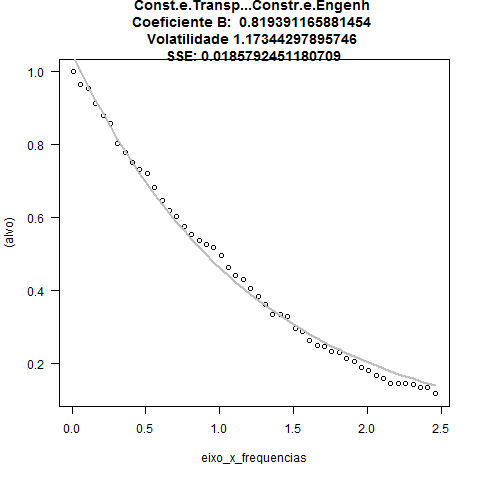 Const.e.Transp...Constr.e.Engenh
Coeficiente B:  0.819391165881454
Volatilidade 1.17344297895746
SSE: 0.0185792451180709
1.0
0.8
0.6
0.4
0.2
(alvo)
0.0 0.5 1.0 1.5 2.0 2.5
eixo_x_frequencias